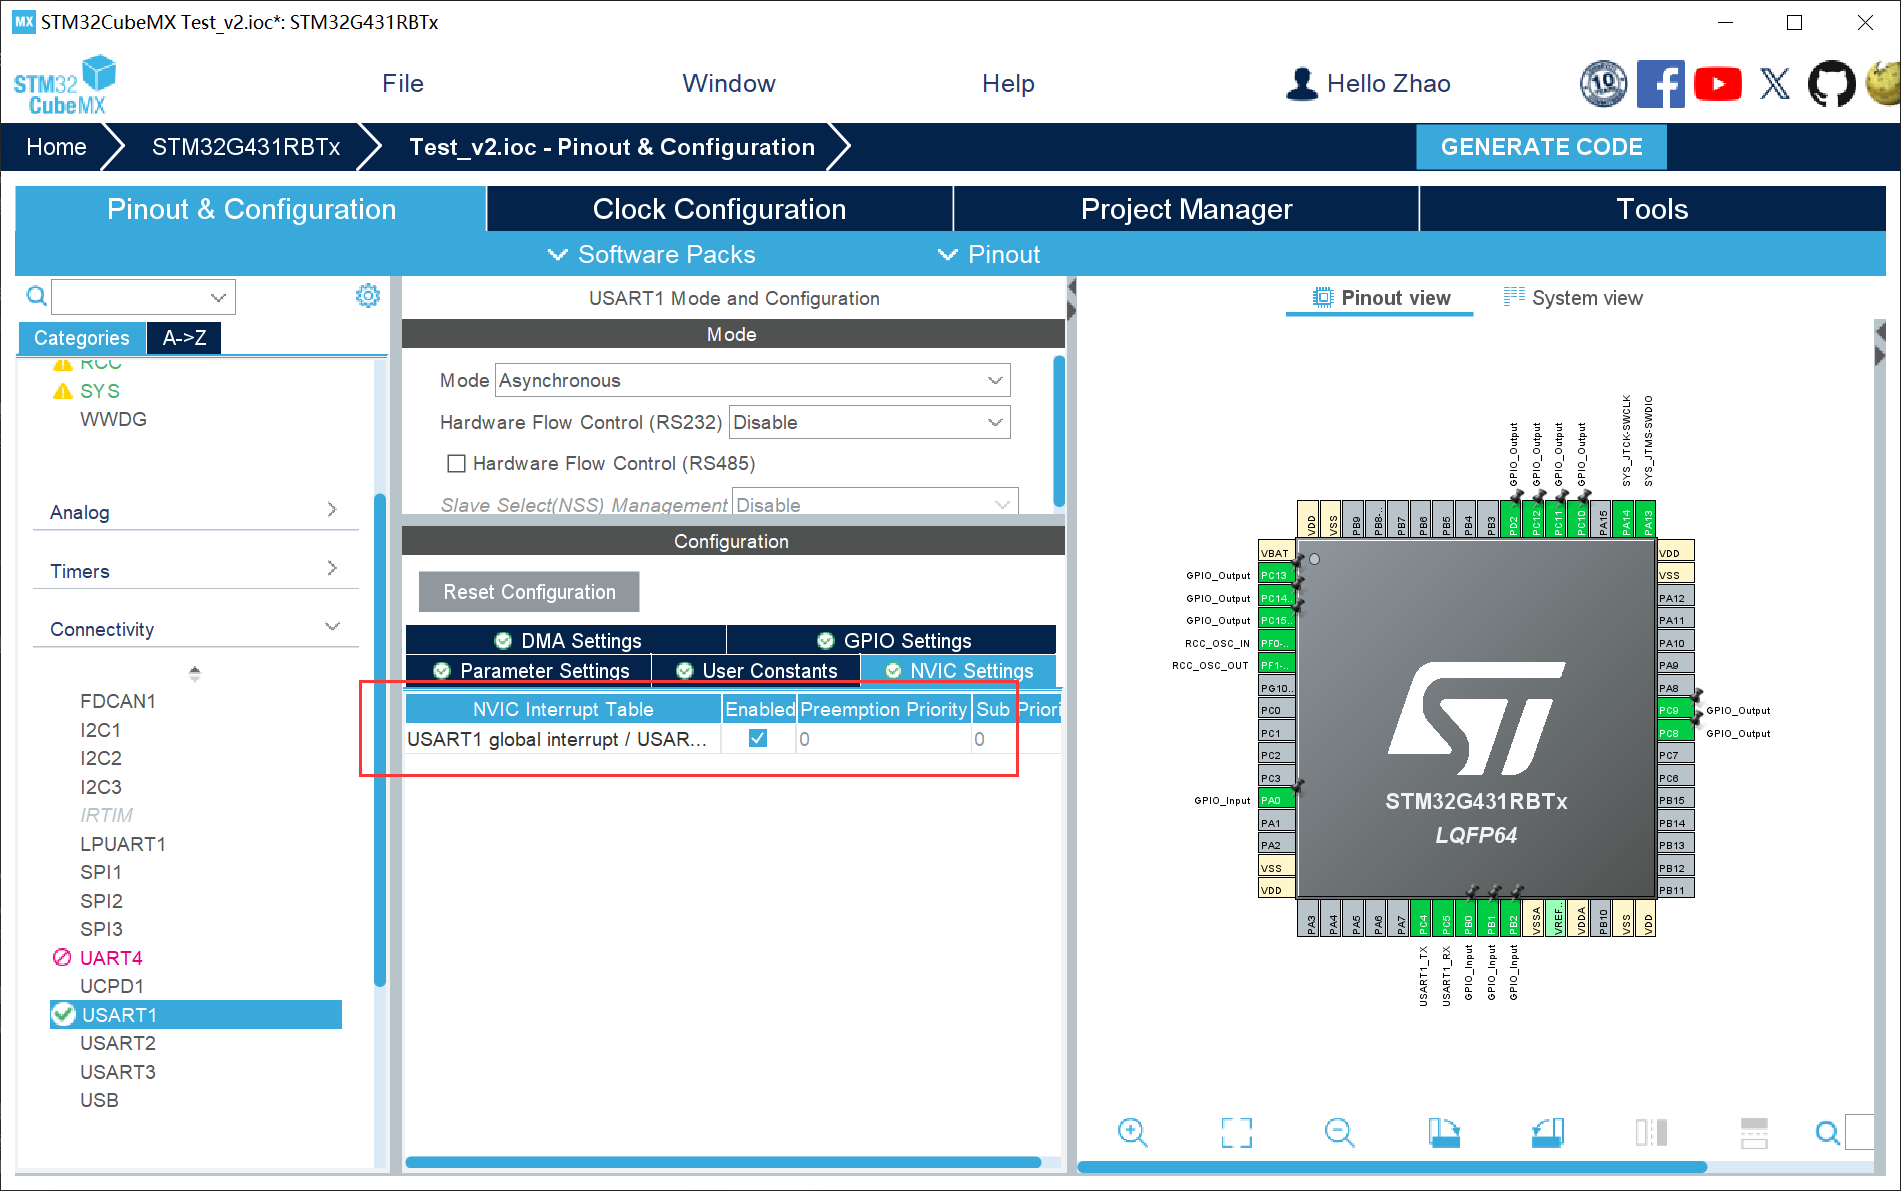 STM32CubeMX Test_v2.ioc*: STM32G431RBTx
STM32
CubeMX
File
Window
Help
Hello Zhao
10
Home
STM32G431RBTx
Test_v2.ioc - Pinout & Configuration
GENERATE CODE
Pinout & Configuration
Clock Configuration
Project Manager
Tools
Software Packs
Pinout
Categories
A->Z
RCC
SYS
WWDG
Analog
Timers
Connectivity
FDCAN1
I2C1
I2C2
I2C3
IRTIM
LPUART1
SPI1
SPI2
SPI3
UART4
UCPD1
USART1
USART2
USART3
USB
USART1 Mode and Configuration
Mode
Mode Asynchronous
Hardware Flow Control (RS232) Disable
Hardware Flow Control (RS485)
Slave Select(NSS) Management Disable
Configuration
Reset Configuration
DMA Settings
GPIO Settings
Parameter Settings
User Constants
NVIC Settings
NVIC Interrupt Table Enabled Preemption Priority Sub Priori
USART1 global interrupt / USAR... 0 0
Pinout view
System view
GPIO_Output
GPIO_Output
GPIO_Output
GPIO_Output
SYS_JTCK-SWCLK
SYS_JTMS-SWDIO
VDD
VSS
PB9
PB8-..
PB7
PB6
PB5
PB4
PB3
PD2
PC12
PC11
PC10
PA15
PA14
PA13
VBAT
GPIO_Output PC13
GPIO_Output PC14..
GPIO_Output PC15..
RCC_OSC_IN PF0-..
RCC_OSC_OUT PF1-..
PG10..
PC0
PC1
PC2
PC3
GPIO_Input PA0
PA1
PA2
VSS
VDD
STM32G431RBTx
LQFP64
VDD
VSS
PA12
PA11
PA10
PA9
PA8
PC9 GPIO_Output
PC8 GPIO_Output
PC7
PC6
PB15
PB14
PB13
PB12
PB11
PA3
PA4
PA5
PA6
PA7
PC4
PC5
PB0
PB1
PB2
VSSA
VREF..
VDDA
PB10
VSS
VDD
USART1_TX
USART1_RX
GPIO_Input
GPIO_Input
GPIO_Input